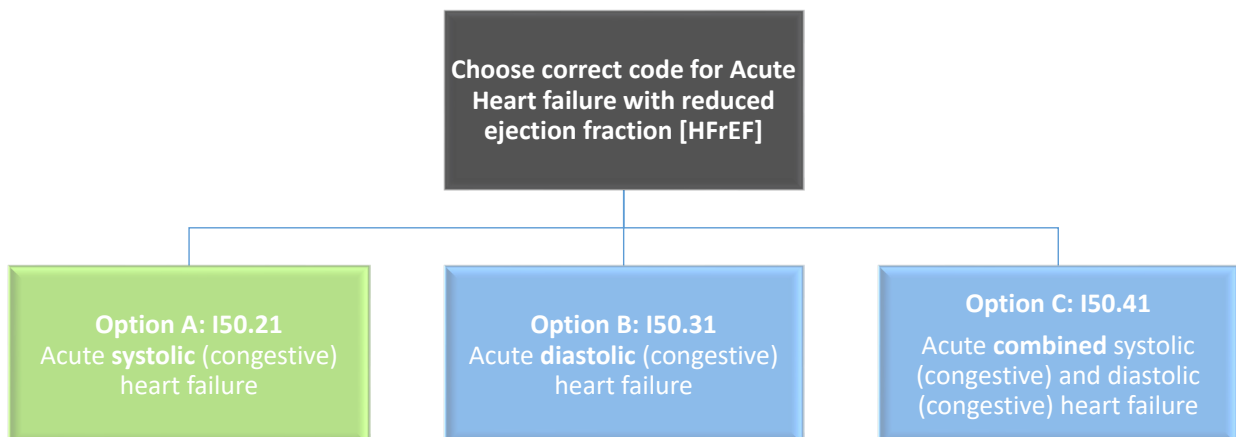 Choose correct code for Acute
Heart failure with reduced
ejection fraction [HFrEF]
Option A: I50.21
Acute systolic (congestive)
heart failure
Option B: I50.31
Acute diastolic (congestive)
heart failure
Option C: I50.41
Acute combined systolic
(congestive) and diastolic
(congestive) heart failure